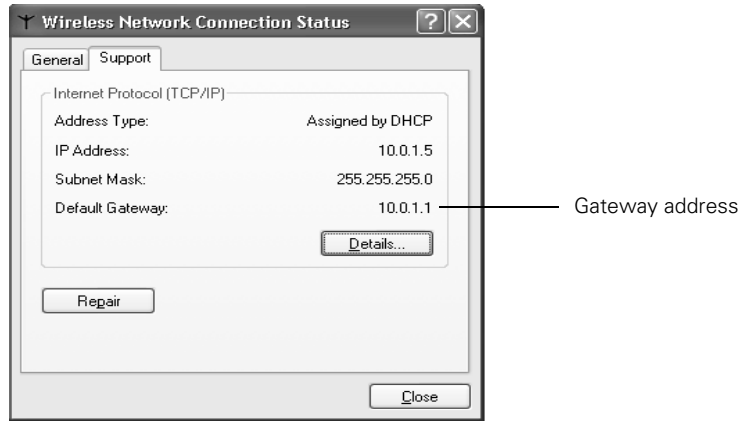 Wireless Network Connection Status
General Support
Internet Protocol (TCP/IP)
Address Type: Assigned by DHCP
IP Address: 10.0.1.5
Subnet Mask: 255.255.255.0
Default Gateway: 10.0.1.1 Gateway address
Details...
Repair
Close